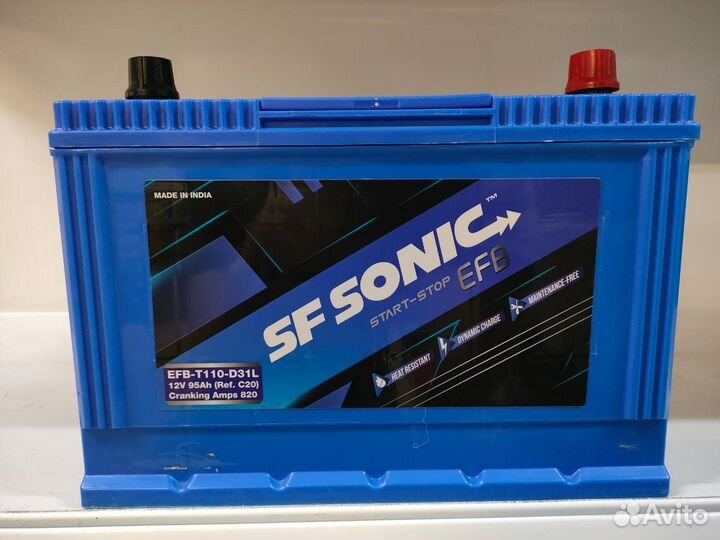 MADE IN INDIA
SF SONIC™
START-STOP EFB
HEAT RESISTANT
DYNAMIC CHARGE
MAINTENANCE-FREE
EFB-T110-D31L
12V 95Ah (Ref. C20)
Cranking Amps 820
Avito